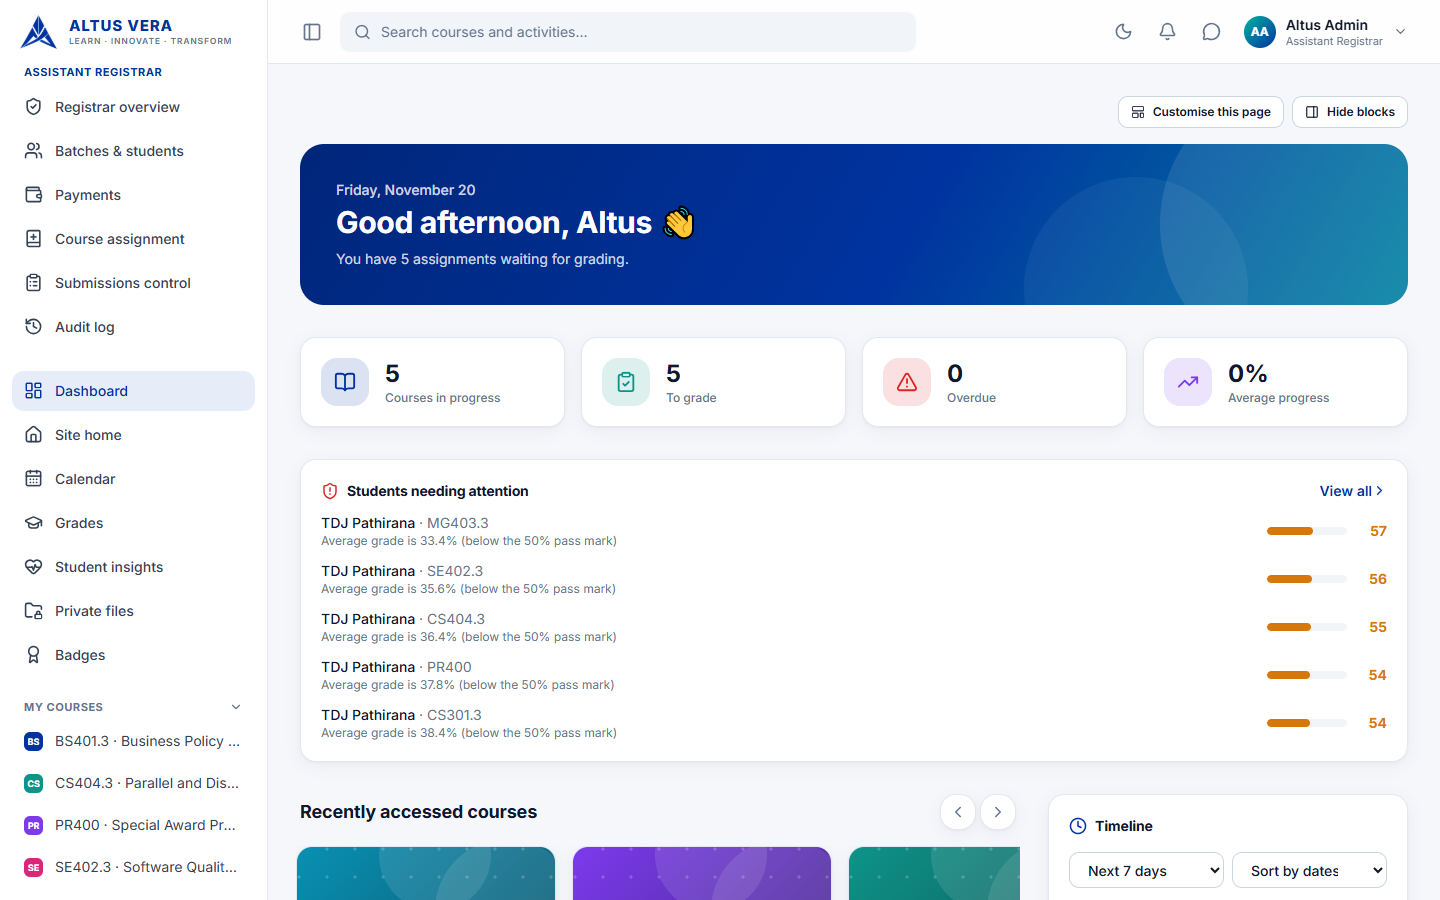 ALTUS VERA
LEARN · INNOVATE · TRANSFORM
ASSISTANT REGISTRAR
Registrar overview
Batches & students
Payments
Course assignment
Submissions control
Audit log
Dashboard
Site home
Calendar
Grades
Student insights
Private files
Badges
MY COURSES
BS BS401.3 · Business Policy ...
CS CS404.3 · Parallel and Dis...
PR PR400 · Special Award Pr...
SE SE402.3 · Software Qualit...
Search courses and activities...
AA
Altus Admin
Assistant Registrar
Customise this page
Hide blocks
Friday, November 20
Good afternoon, Altus 👋
You have 5 assignments waiting for grading.
5
Courses in progress
5
To grade
0
Overdue
0%
Average progress
Students needing attention
View all
TDJ Pathirana · MG403.3
Average grade is 33.4% (below the 50% pass mark)
57
TDJ Pathirana · SE402.3
Average grade is 35.6% (below the 50% pass mark)
56
TDJ Pathirana · CS404.3
Average grade is 36.4% (below the 50% pass mark)
55
TDJ Pathirana · PR400
Average grade is 37.8% (below the 50% pass mark)
54
TDJ Pathirana · CS301.3
Average grade is 38.4% (below the 50% pass mark)
54
Recently accessed courses
Timeline
Next 7 days
Sort by dates